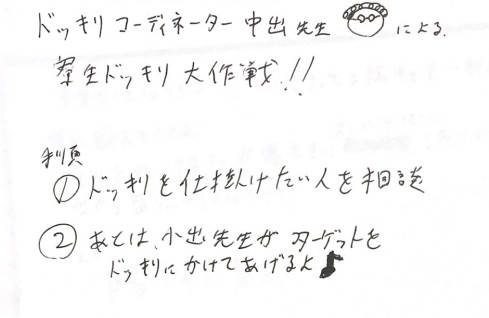 ドッキリコーディネーター中出先生による
寮生ドッキリ大作戦!!
手順
① ドッキリを仕掛けたい人を相談
② あとは、小出先生がターゲットを
ドッキリにかけてあげるよ♪